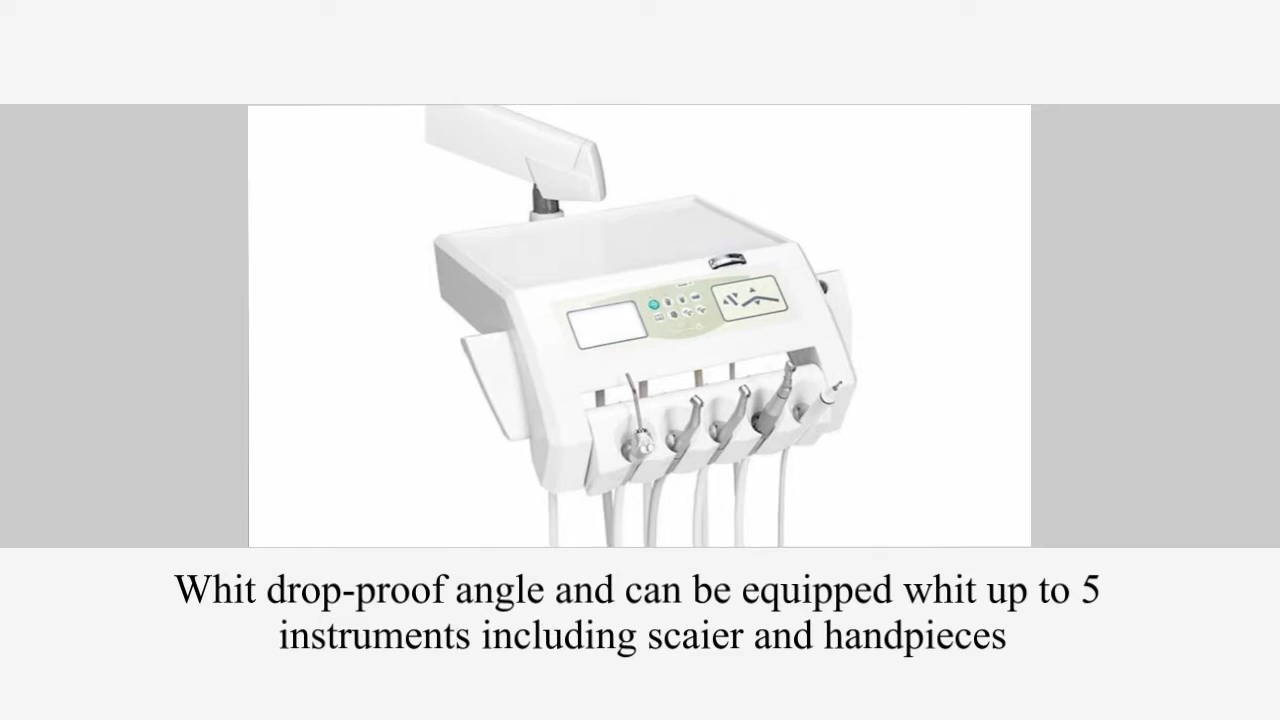 Whit drop-proof angle and can be equipped whit up to 5
instruments including scaier and handpieces